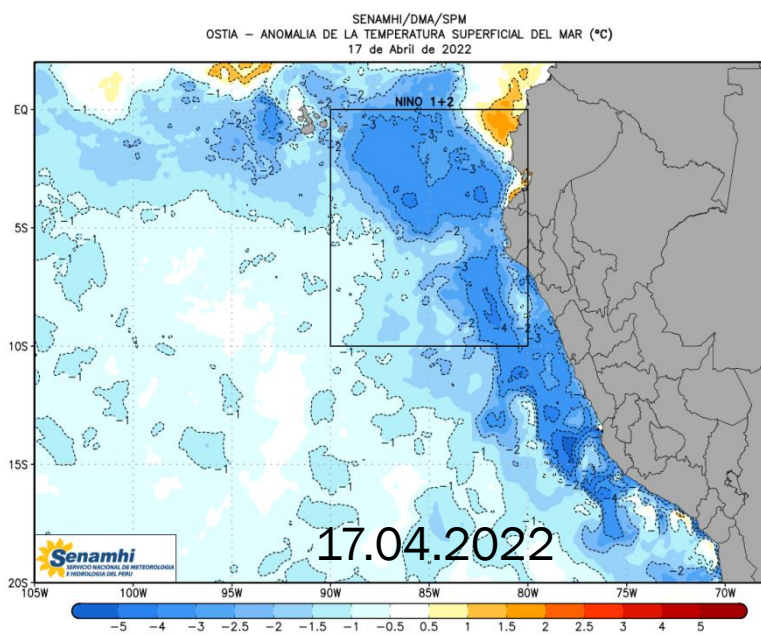 SENAMHI/DMA/SPM
OSTIA – ANOMALIA DE LA TEMPERATURA SUPERFICIAL DEL MAR (°C)
17 de Abril de 2022
EQ
5S
10S
15S
20S
NINO 1+2
17.04.2022
Senamhi
SERVICIO NACIONAL DE METEOROLOGIA
E HIDROLOGIA DEL PERU
105W 100W 95W 90W 85W 80W 75W 70W
-5 -4 -3 -2.5 -2 -1.5 -1 -0.5 0.5 1 1.5 2 2.5 3 4 5